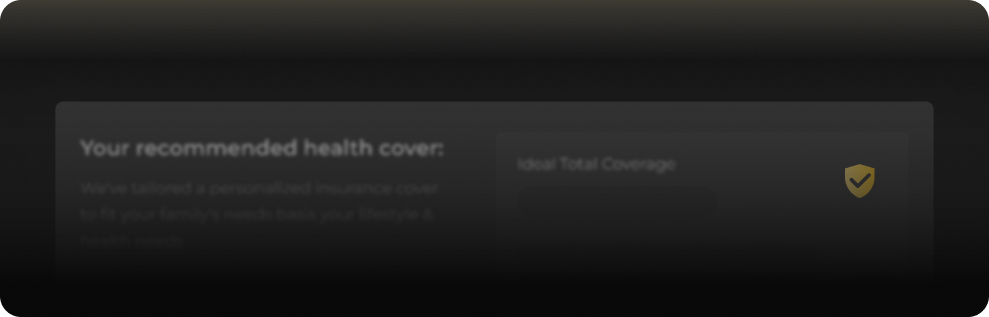 Your recommended health cover:
We've tailored a personalized insurance cover
to fit your family's needs basis your lifestyle &
health needs
Ideal Total Coverage